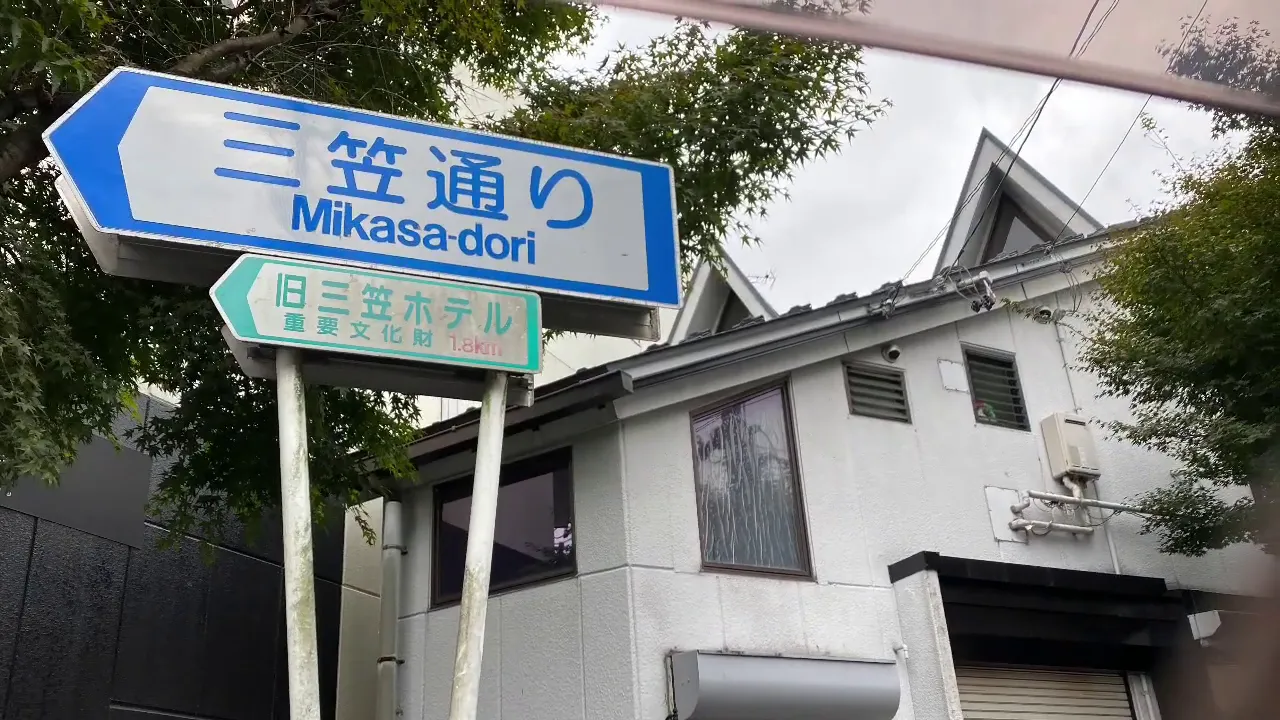 三笠通り
Mikasa-dori
旧三笠ホテル
重要文化財 1.8km